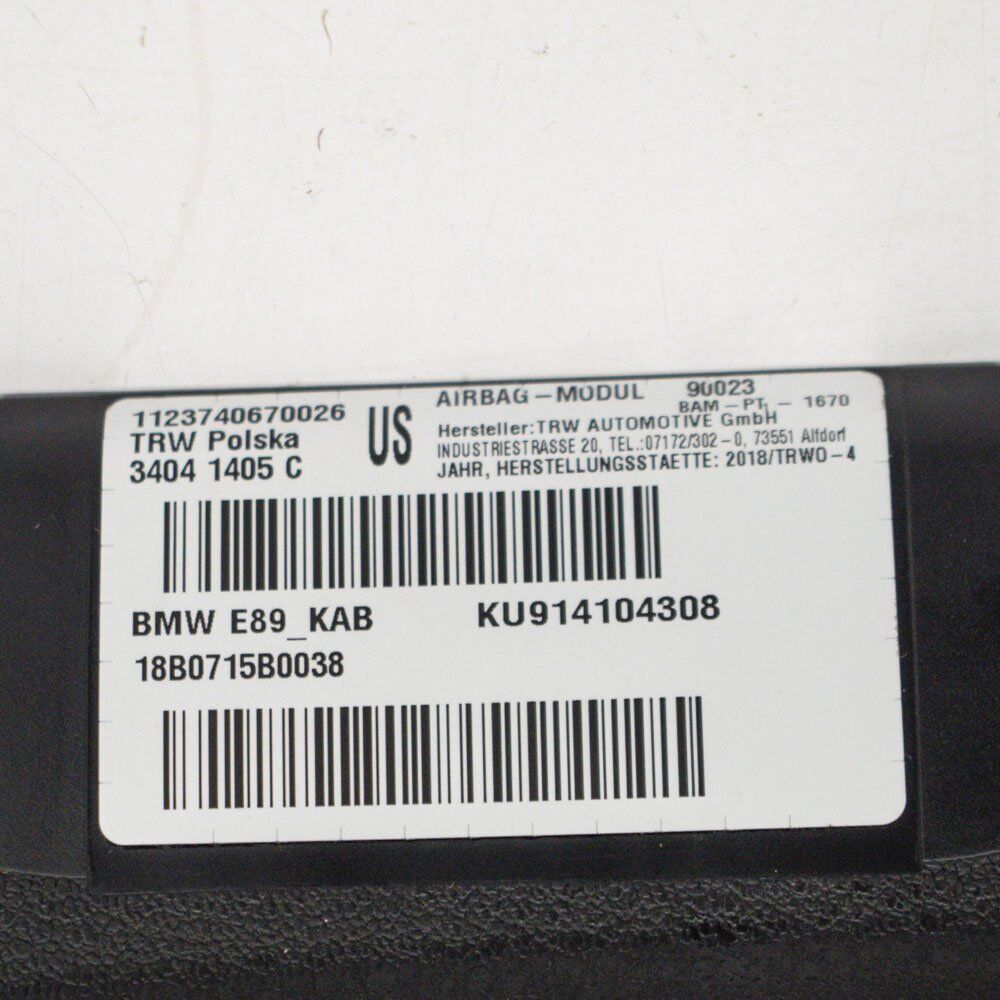 1123740670026
TRW Polska
3404 1405 C
US
AIRBAG-MODUL 90023
BAM-PT1-1670
Hersteller:TRW AUTOMOTIVE GmbH
INDUSTRIESTRASSE 20, TEL.:07172/302-0, 73551 Alfdorf
JAHR, HERSTELLUNGSSTAETTE: 2018/TRWO-4
BMW E89_KAB KU914104308
18B0715B0038